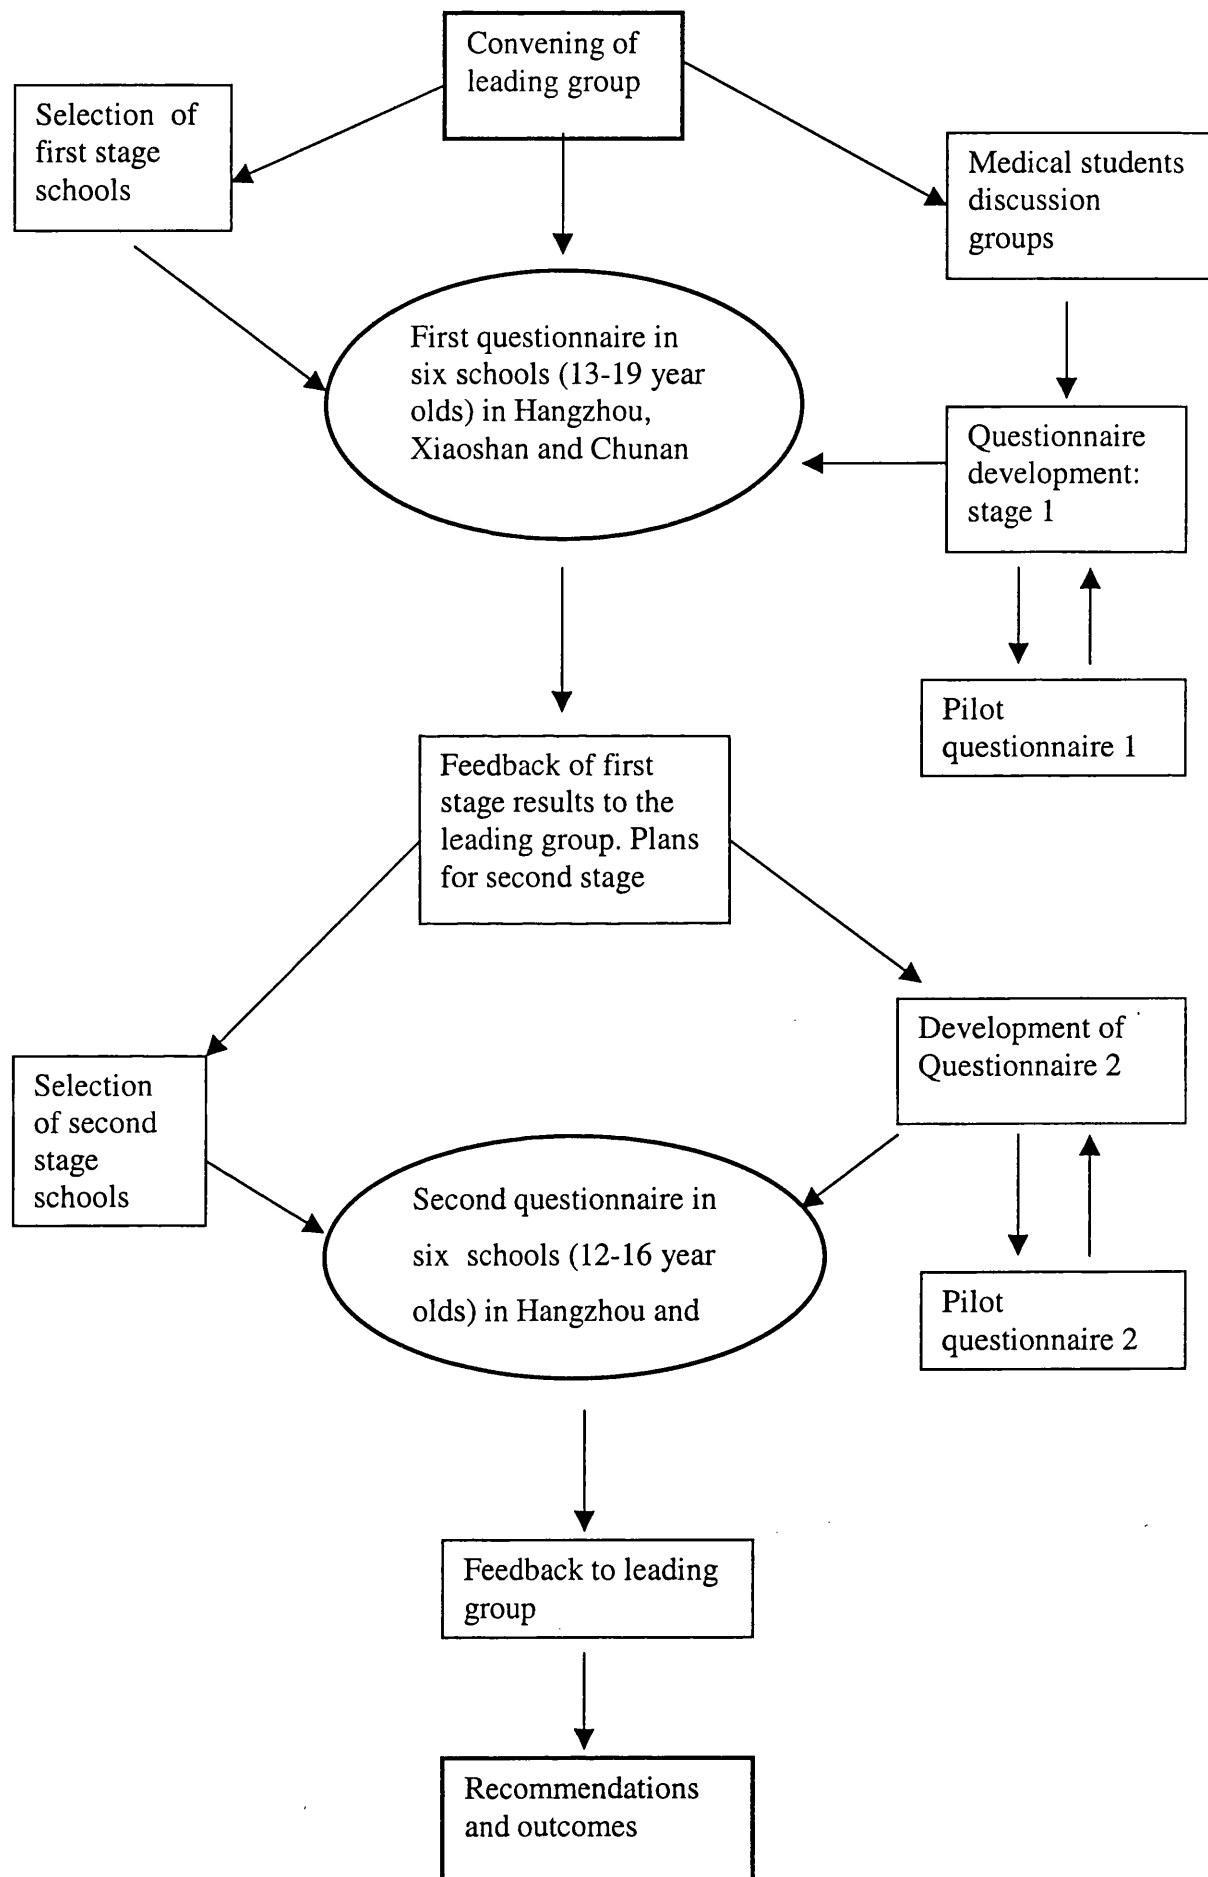 Convening of
leading group
Selection of
first stage
schools
Medical students
discussion
groups
First questionnaire in
six schools (13-19 year
olds) in Hangzhou,
Xiaoshan and Chunan
Questionnaire
development:
stage 1
Pilot
questionnaire 1
Feedback of first
stage results to the
leading group. Plans
for second stage
Development of
Questionnaire 2
Selection
of second
stage
schools
Second questionnaire in
six schools (12-16 year
olds) in Hangzhou and
Pilot
questionnaire 2
Feedback to leading
group
Recommendations
and outcomes